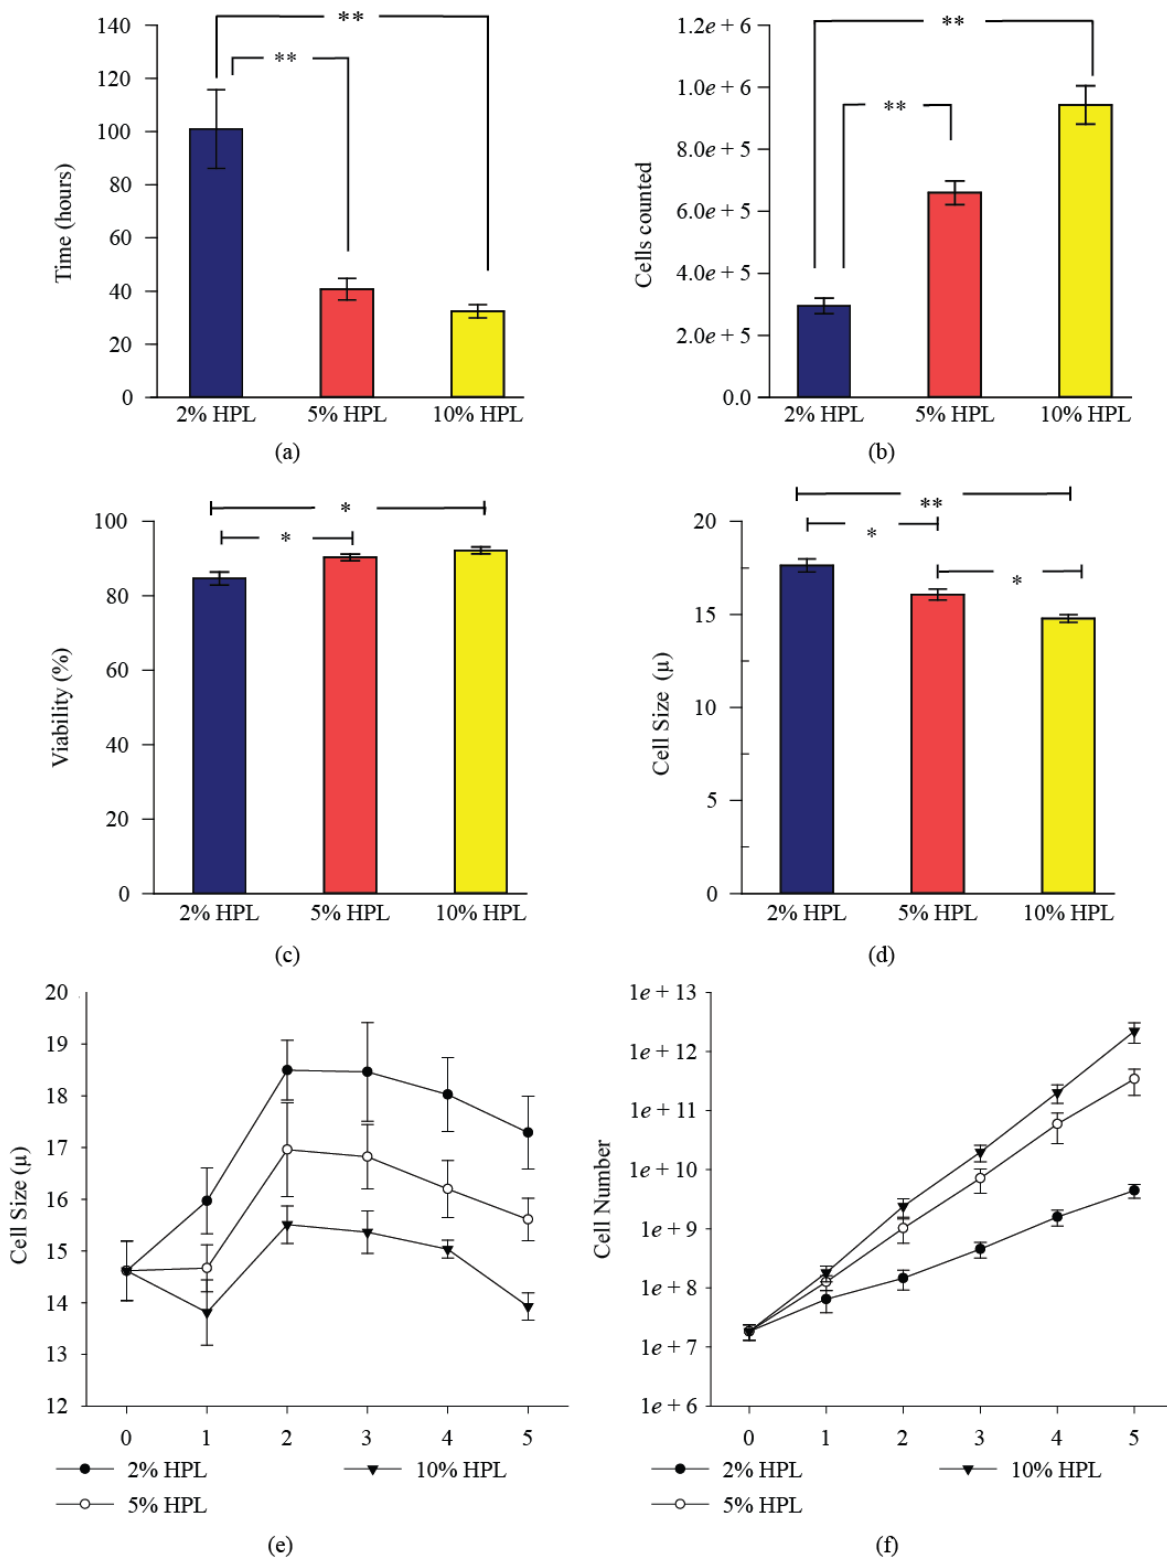 140
120
100
80
60
40
20
0
Time (hours)
**
**
2% HPL 5% HPL 10% HPL
(a)
1.2e + 6
1.0e + 6
8.0e + 5
6.0e + 5
4.0e + 5
2.0e + 5
0.0
Cells counted
**
**
2% HPL 5% HPL 10% HPL
(b)
100
80
60
40
20
0
Viability (%)
*
*
2% HPL 5% HPL 10% HPL
(c)
20
15
10
5
0
Cell Size (µ)
**
*
*
2% HPL 5% HPL 10% HPL
(d)
20
19
18
17
16
15
14
13
12
Cell Size (µ)
0 1 2 3 4 5
2% HPL 10% HPL
5% HPL
(e)
1e + 13
1e + 12
1e + 11
1e + 10
1e + 9
1e + 8
1e + 7
1e + 6
Cell Number
0 1 2 3 4 5
2% HPL 10% HPL
5% HPL
(f)